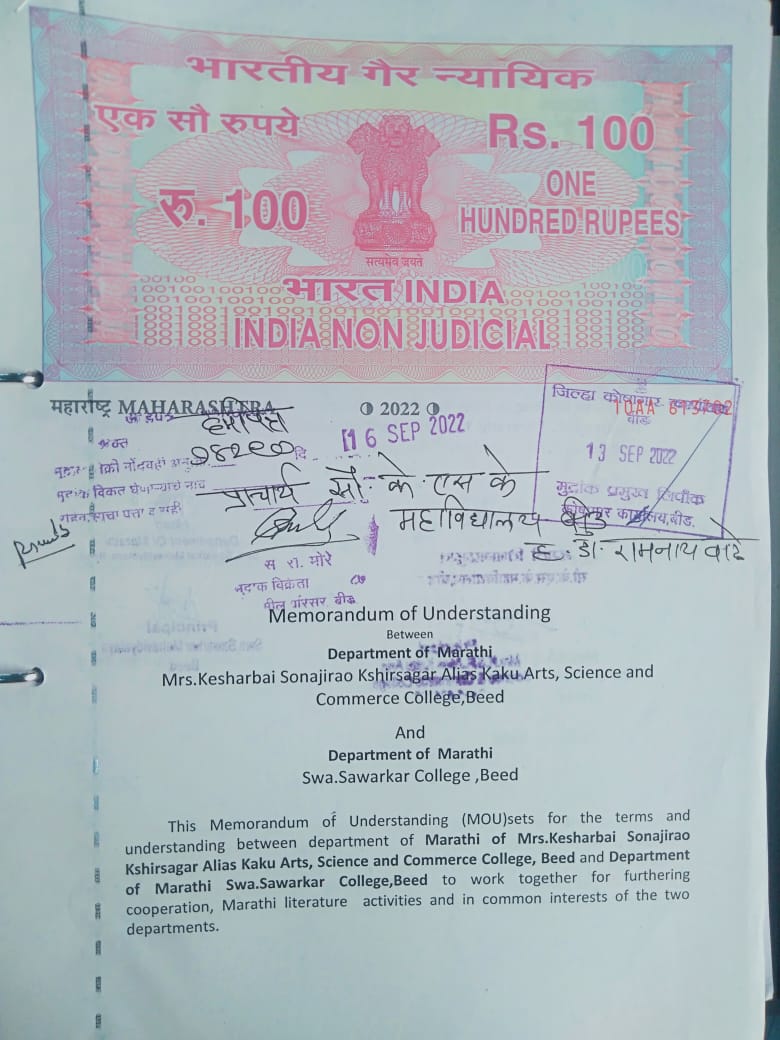 भारतीय गैर न्यायिक
एक सौ रुपये
Rs. 100
रु. 100
ONE
HUNDRED RUPEES
सत्यमेव जयते
भारत INDIA
INDIA NON JUDICIAL
महाराष्ट्र MAHARASHTRA
2022
16 SEP 2022
जिल्हा कोषागार
बीड
13 SEP 2022
मुद्रांक प्रमुख लिपीक
कोषागार कार्यालय, बीड.
प्राचार्य सौ. के. एस के
महाविद्यालय बीड
ह. डॉ. रामनाथ वारे
स रा. मोरे
मुद्रांक विक्रेता
Memorandum of Understanding
Between
Department of Marathi
Mrs.Kesharbai Sonajirao Kshirsagar Alias Kaku Arts, Science and
Commerce College,Beed
And
Department of Marathi
Swa.Sawarkar College ,Beed
This Memorandum of Understanding (MOU)sets for the terms and
understanding between department of Marathi of Mrs.Kesharbai Sonajirao
Kshirsagar Alias Kaku Arts, Science and Commerce College, Beed and Department
of Marathi Swa.Sawarkar College,Beed to work together for furthering
cooperation, Marathi literature activities and in common interests of the two
departments.